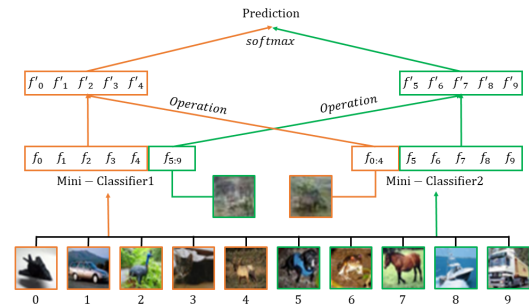 Prediction
softmax
f'₀ f'₁ f'₂ f'₃ f'₄ f'₅ f'₆ f'₇ f'₈ f'₉
Operation Operation
f₀ f₁ f₂ f₃ f₄ f₅:₉ f₀:₄ f₅ f₆ f₇ f₈ f₉
Mini − Classifier1 Mini − Classifier2
0 1 2 3 4 5 6 7 8 9